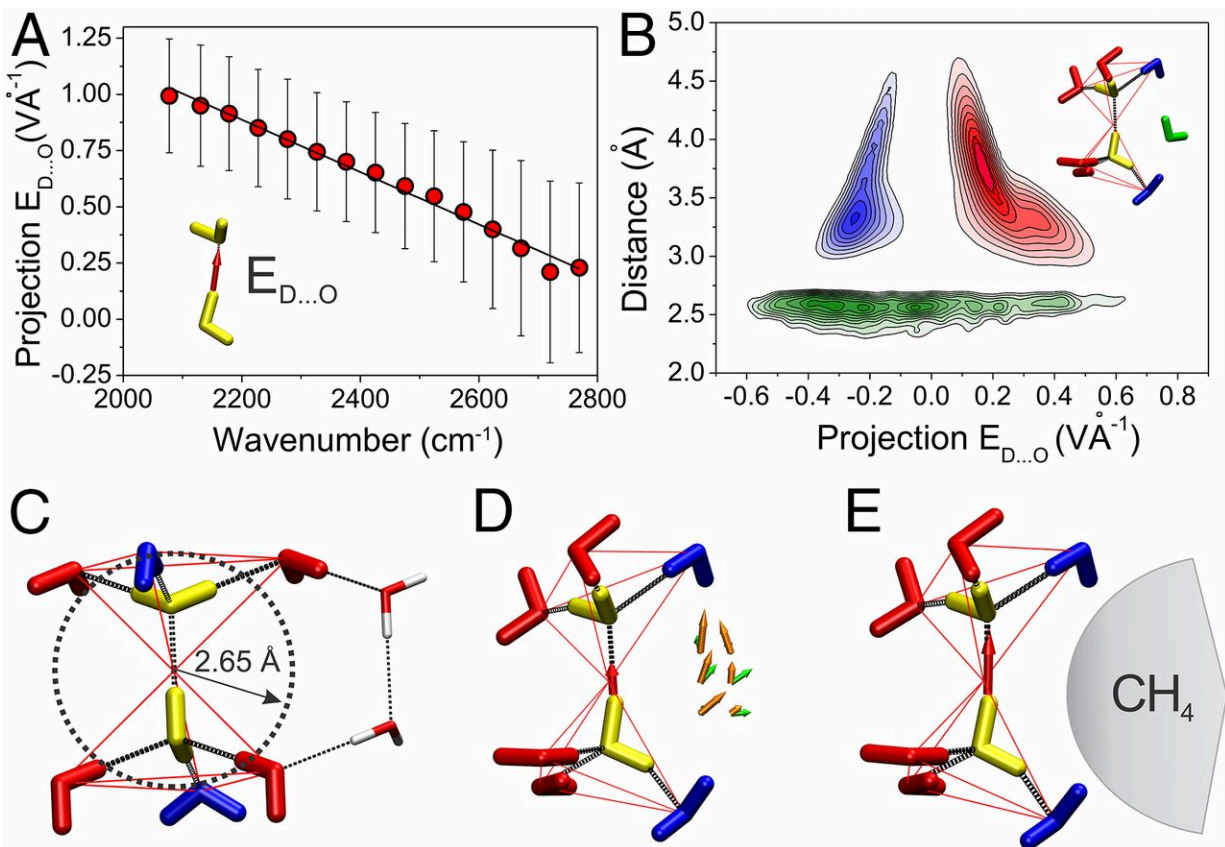 A
Projection E_D...O (VÅ⁻¹)
1.25
1.00
0.75
0.50
0.25
0.00
-0.25
E_D...O
2000
2200
2400
2600
2800
Wavenumber (cm⁻¹)
B
Distance (Å)
5.0
4.5
4.0
3.5
3.0
2.5
2.0
-0.6
-0.4
-0.2
0.0
0.2
0.4
0.6
0.8
Projection E_D...O (VÅ⁻¹)
C
2.65 Å
D
E
CH₄